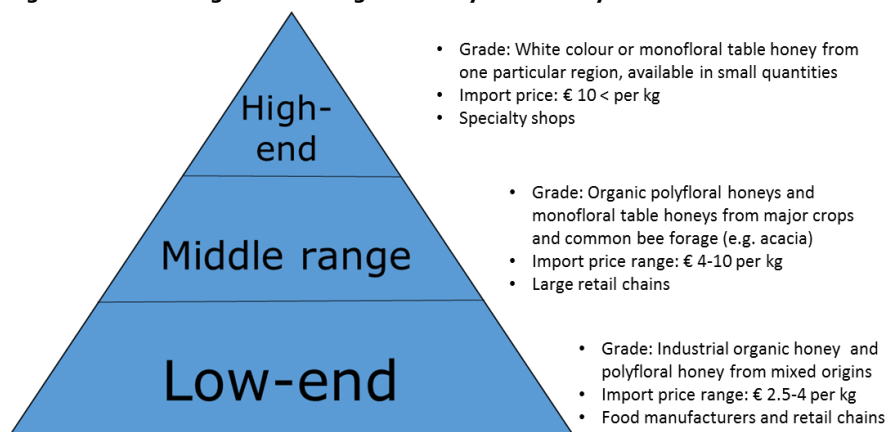 High-
end
• Grade: White colour or monofloral table honey from
one particular region, available in small quantities
• Import price: € 10 < per kg
• Specialty shops
Middle range
• Grade: Organic polyfloral honeys and
monofloral table honeys from major crops
and common bee forage (e.g. acacia)
• Import price range: € 4-10 per kg
• Large retail chains
Low-end
• Grade: Industrial organic honey and
polyfloral honey from mixed origins
• Import price range: € 2.5-4 per kg
• Food manufacturers and retail chains